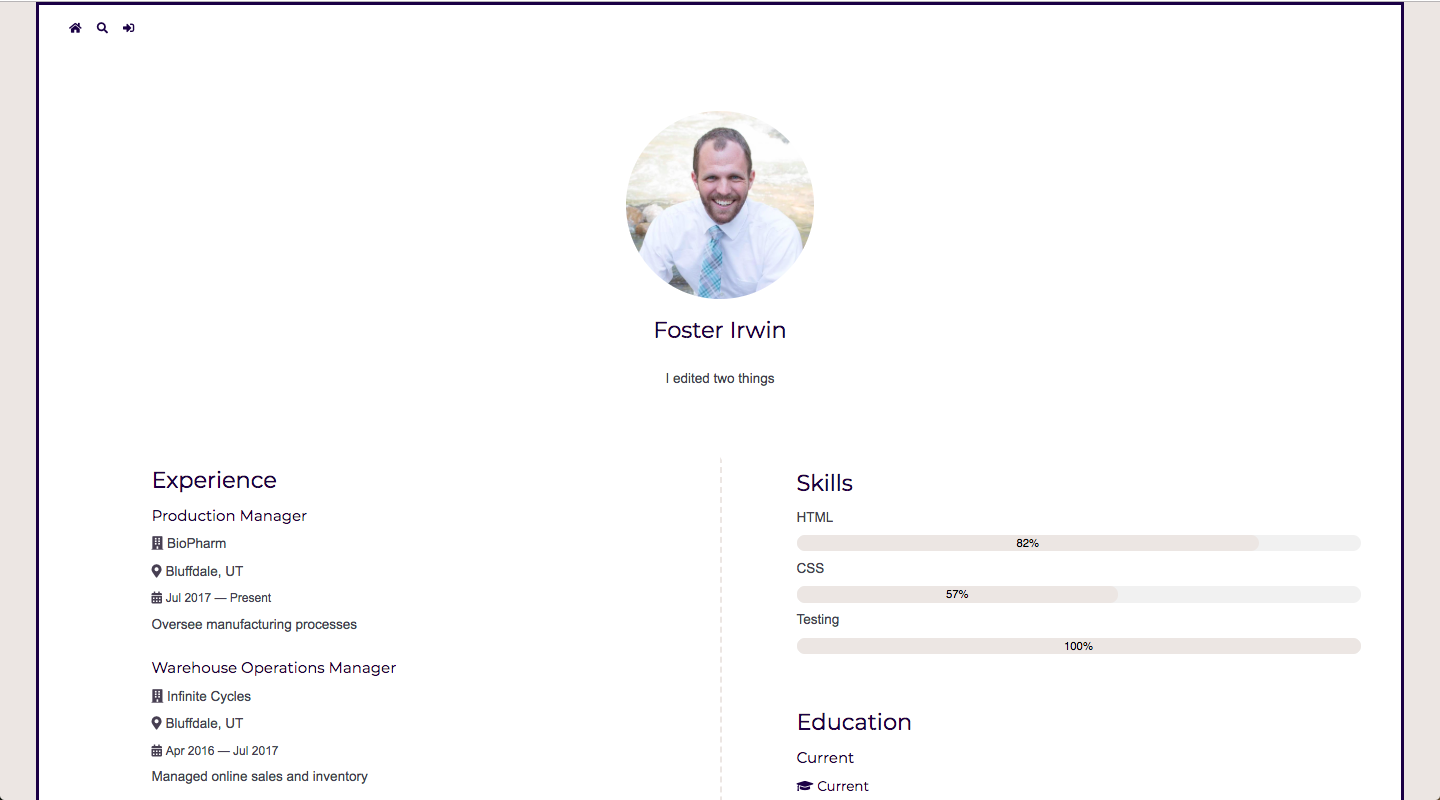 Foster Irwin
I edited two things
Experience
Production Manager
BioPharm
Bluffdale, UT
Jul 2017 — Present
Oversee manufacturing processes
Warehouse Operations Manager
Infinite Cycles
Bluffdale, UT
Apr 2016 — Jul 2017
Managed online sales and inventory
Skills
HTML
82%
CSS
57%
Testing
100%
Education
Current
Current